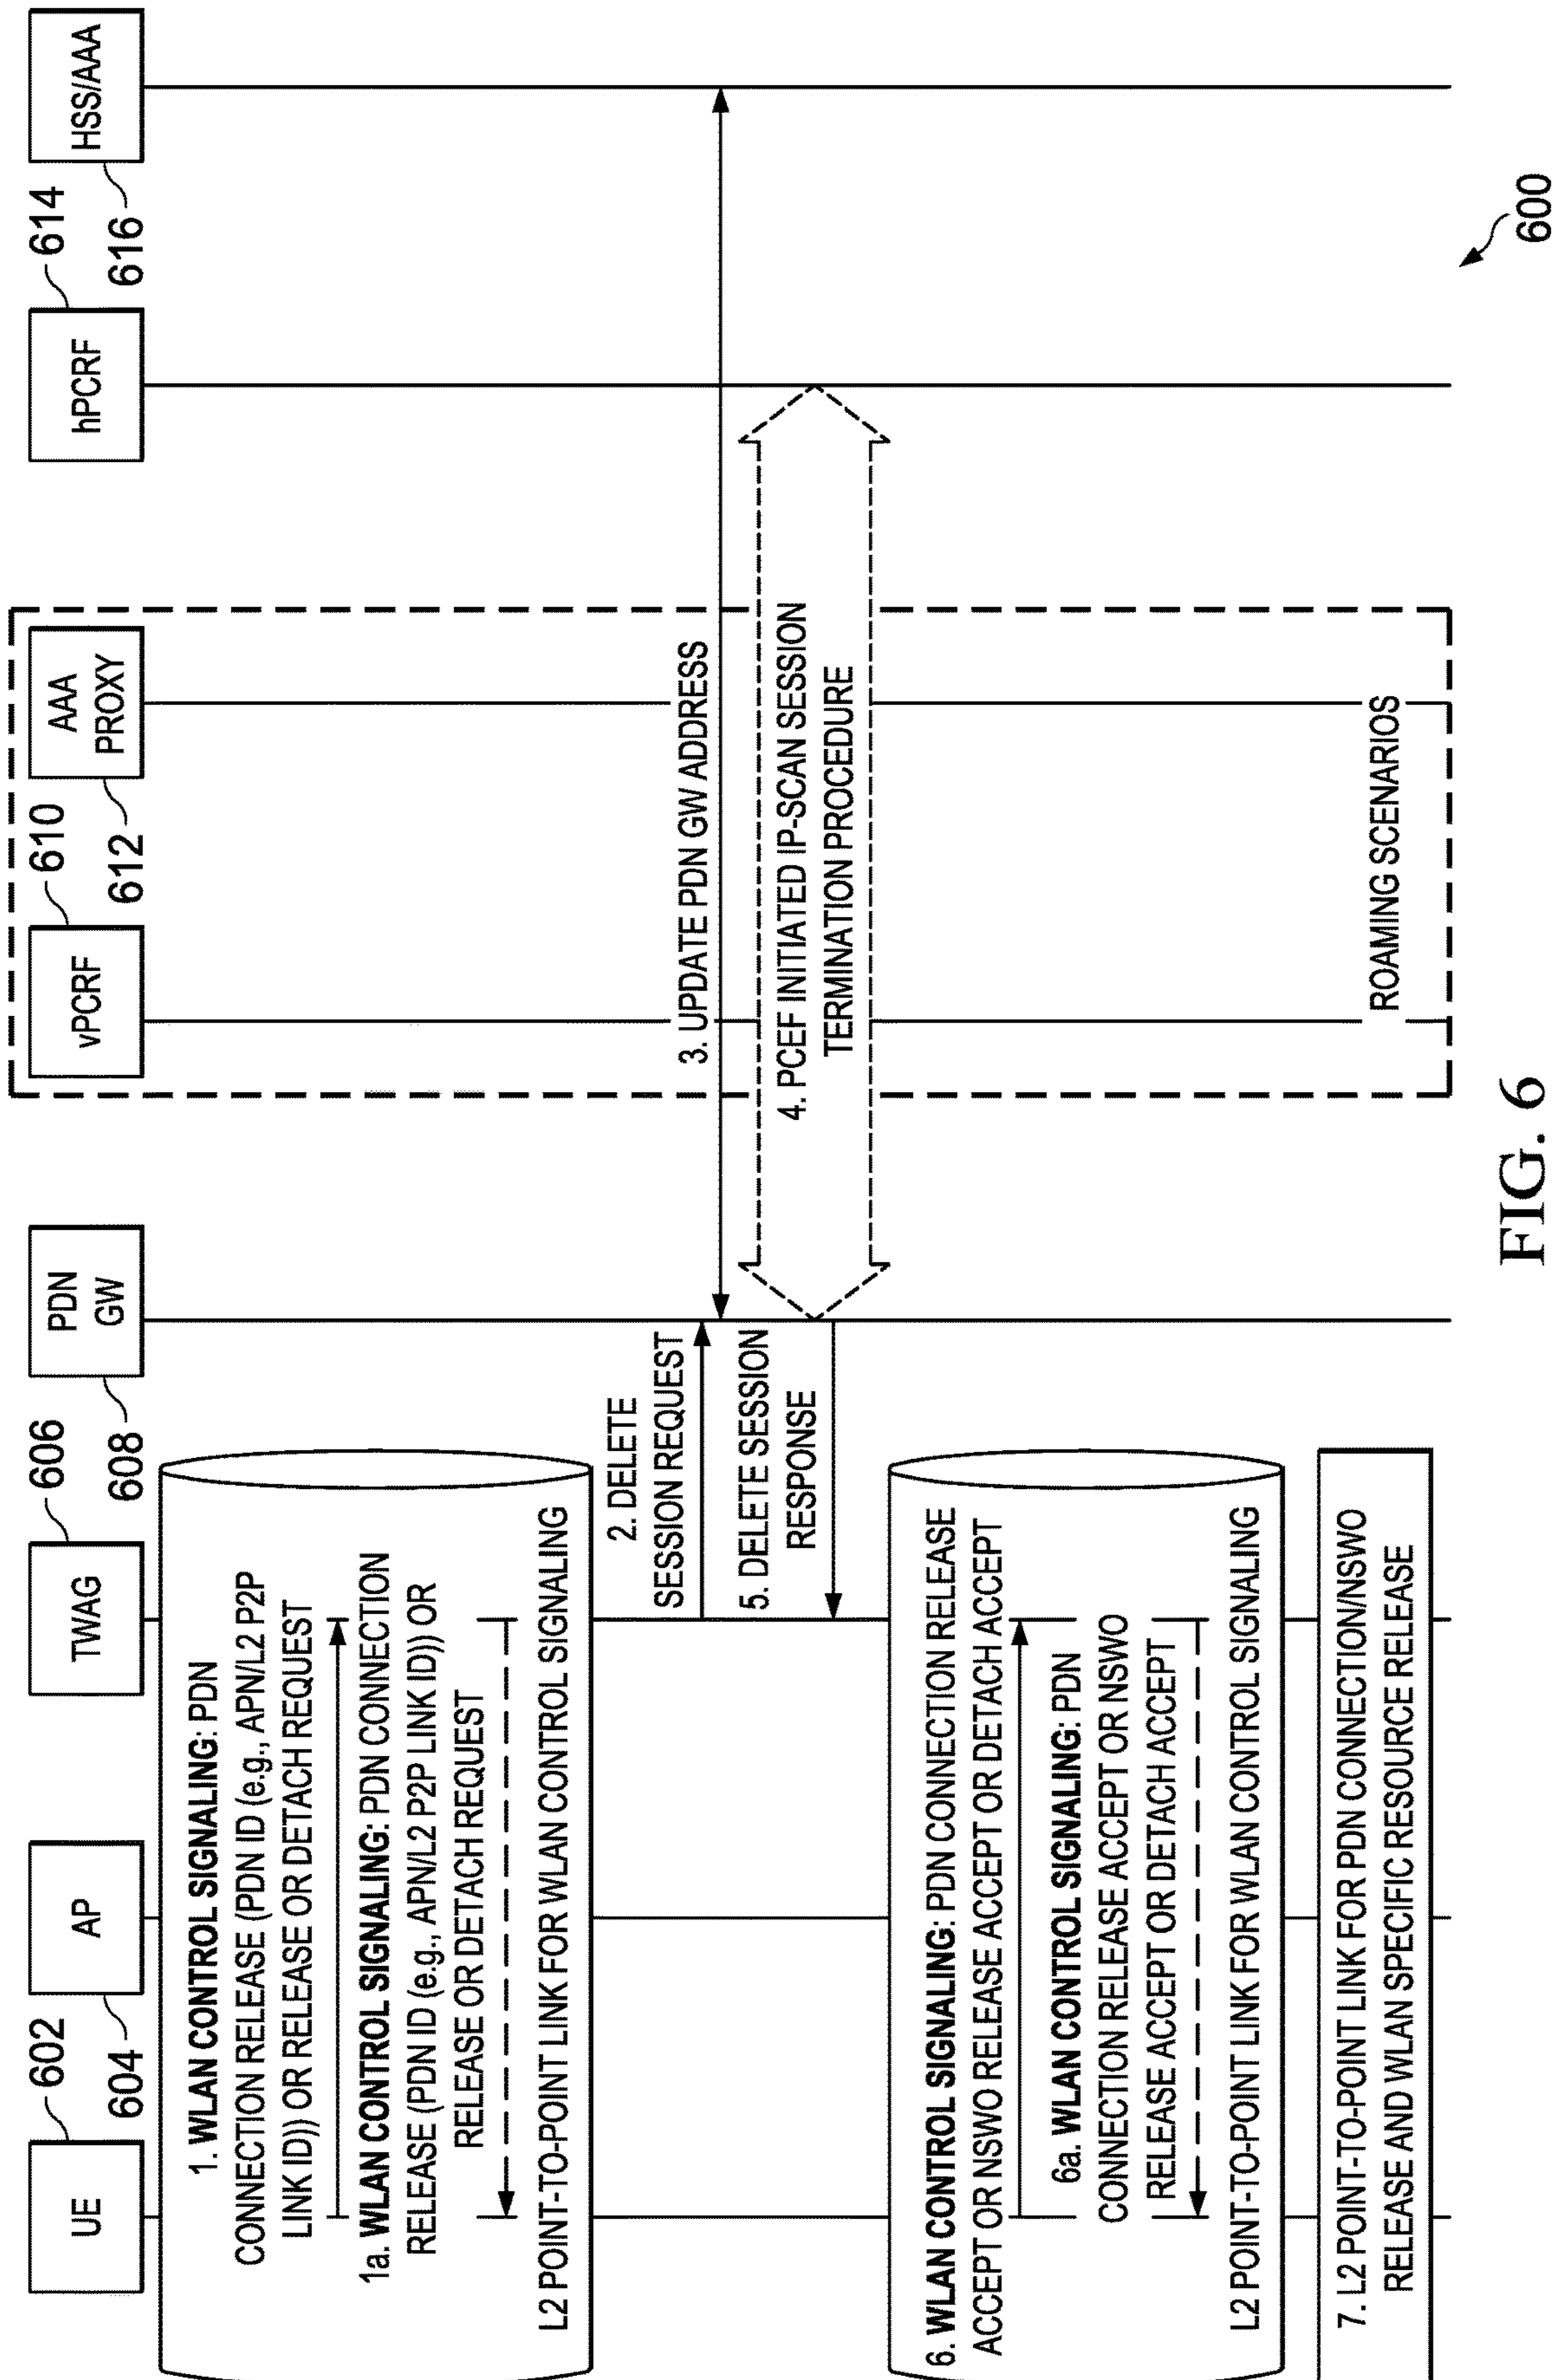 UE
602
AP
604
TWAG
606
PDN
GW
608
vPCRF
610
AAA
PROXY
612
hPCRF
614
HSS/AAA
616
1. WLAN CONTROL SIGNALING: PDN
CONNECTION RELEASE (PDN ID (e.g., APN/L2 P2P
LINK ID)) OR RELEASE OR DETACH REQUEST
1a. WLAN CONTROL SIGNALING: PDN CONNECTION
RELEASE (PDN ID (e.g., APN/L2 P2P LINK ID)) OR
RELEASE OR DETACH REQUEST
L2 POINT-TO-POINT LINK FOR WLAN CONTROL SIGNALING
2. DELETE
SESSION REQUEST
3. UPDATE PDN GW ADDRESS
4. PCEF INITIATED IP-SCAN SESSION
TERMINATION PROCEDURE
5. DELETE SESSION
RESPONSE
6. WLAN CONTROL SIGNALING: PDN CONNECTION RELEASE
ACCEPT OR NSWO RELEASE ACCEPT OR DETACH ACCEPT
6a. WLAN CONTROL SIGNALING: PDN
CONNECTION RELEASE ACCEPT OR NSWO
RELEASE ACCEPT OR DETACH ACCEPT
L2 POINT-TO-POINT LINK FOR WLAN CONTROL SIGNALING
7. L2 POINT-TO-POINT LINK FOR PDN CONNECTION/NSWO
RELEASE AND WLAN SPECIFIC RESOURCE RELEASE
ROAMING SCENARIOS
600
FIG. 6